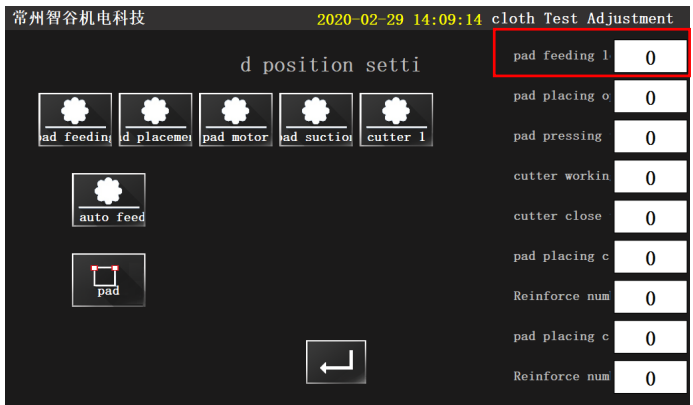 常州智谷机电科技 2020-02-29 14:09:14 cloth Test Adjustment
d position setti
pad feeding l 0
pad placing o 0
pad pressing 0
cutter workin 0
cutter close 0
pad placing c 0
Reinforce num 0
pad placing c 0
Reinforce num 0
ad feeding d placemen pad motor ad suction cutter l
auto feed
pad